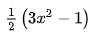 ½ (3x² − 1)